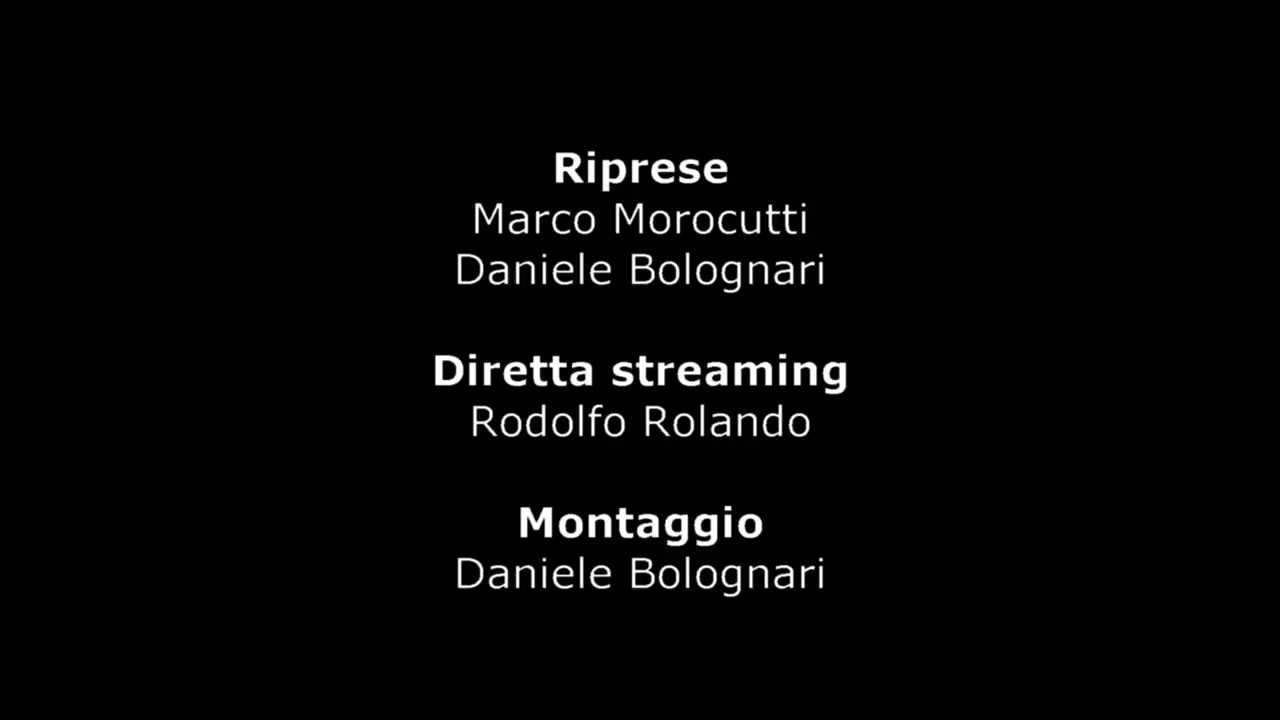 Riprese
Marco Morocutti
Daniele Bolognari
Diretta streaming
Rodolfo Rolando
Montaggio
Daniele Bolognari